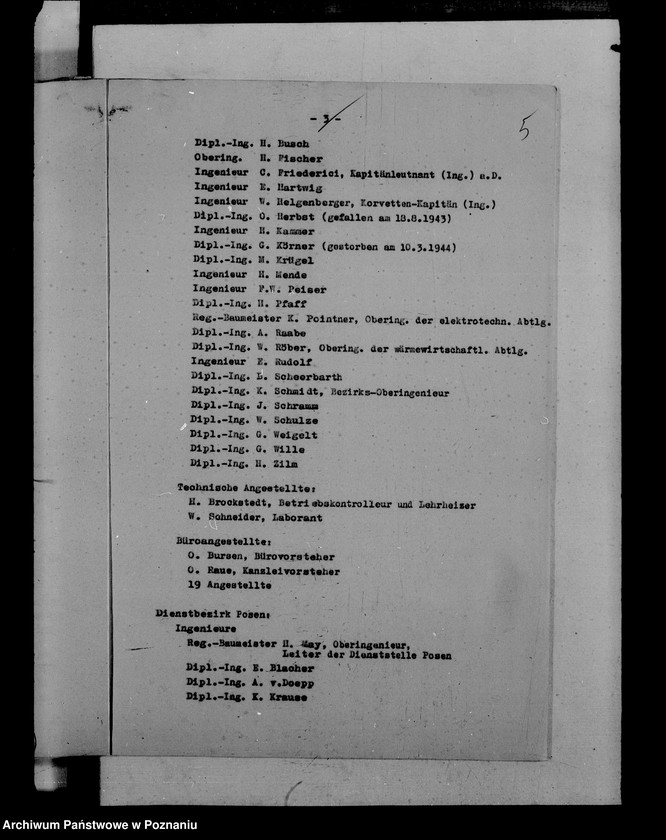 - 3 -
5
Dipl.-Ing. H. Busch
Obering. H. Fischer
Ingenieur C. Friederici, Kapitänleutnant (Ing.) a.D.
Ingenieur E. Hartwig
Ingenieur W. Helgenberger, Korvetten-Kapitän (Ing.)
Dipl.-Ing. O. Herbst (gefallen am 18.8.1943)
Ingenieur H. Kammer
Dipl.-Ing. G. Körner (gestorben am 10.3.1944)
Dipl.-Ing. M. Krügel
Ingenieur H. Mende
Ingenieur F.W. Peiser
Dipl.-Ing. H. Pfaff
Reg.-Baumeister K. Pointner, Obering. der elektrotechn. Abtlg.
Dipl.-Ing. A. Raabe
Dipl.-Ing. W. Röber, Obering. der wärmewirtschaftl. Abtlg.
Ingenieur E. Rudolf
Dipl.-Ing. L. Scheerbarth
Dipl.-Ing. K. Schmidt, Bezirks-Oberingenieur
Dipl.-Ing. J. Schramm
Dipl.-Ing. W. Schulze
Dipl.-Ing. G. Weigelt
Dipl.-Ing. G. Wille
Dipl.-Ing. H. Zilm
Technische Angestellte:
H. Brockstedt, Betriebskontrolleur und Lehrheizer
W. Schneider, Laborant
Büroangestellte:
O. Bursen, Bürovorsteher
O. Raue, Kanzleivorsteher
19 Angestellte
Dienstbezirk Posen:
Ingenieure
Reg.-Baumeister H. May, Oberingenieur,
Leiter der Dienststelle Posen
Dipl.-Ing. E. Blacher
Dipl.-Ing. A. v.Doepp
Dipl.-Ing. K. Krause
Archiwum Państwowe w Poznaniu